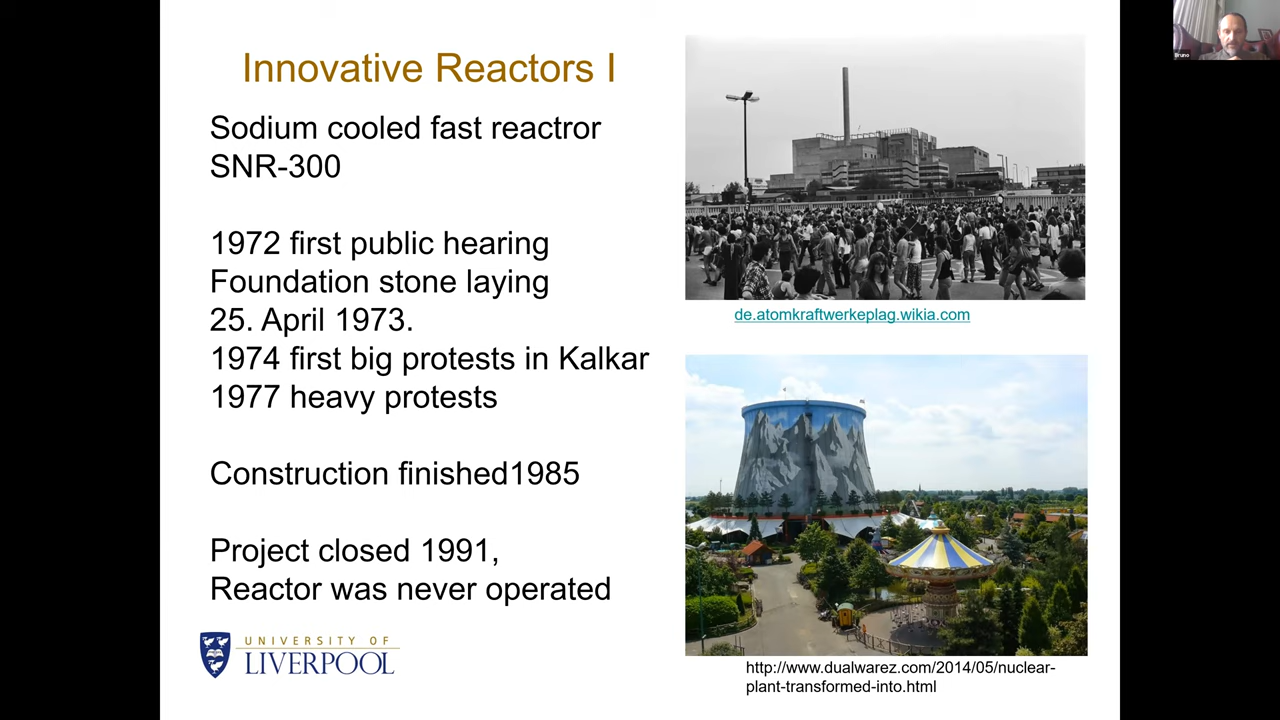 Innovative Reactors I
Sodium cooled fast reactror
SNR-300
1972 first public hearing
Foundation stone laying
25. April 1973.
1974 first big protests in Kalkar
1977 heavy protests
Construction finished1985
Project closed 1991,
Reactor was never operated
UNIVERSITY OF
LIVERPOOL
de.atomkraftwerkeplag.wikia.com
http://www.dualwarez.com/2014/05/nuclear-
plant-transformed-into.html
Bruno